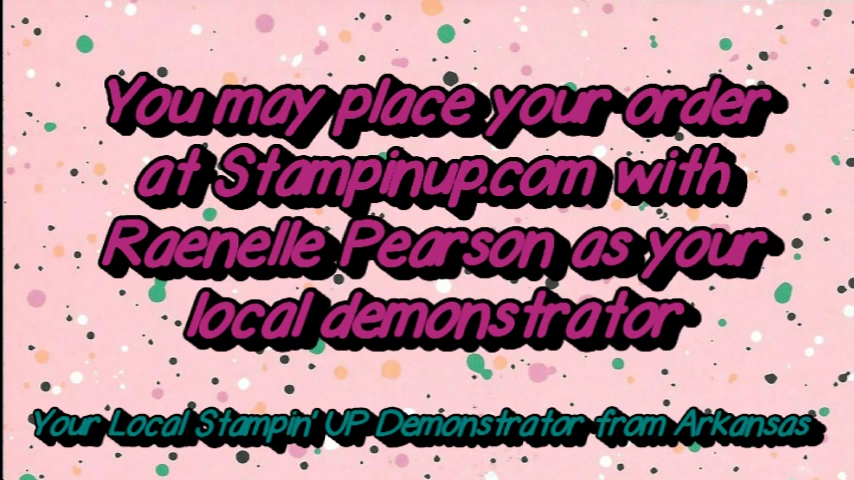 You may place your order
at Stampinup.com with
Raenelle Pearson as your
local demonstrator
Your Local Stampin' UP Demonstrator from Arkansas